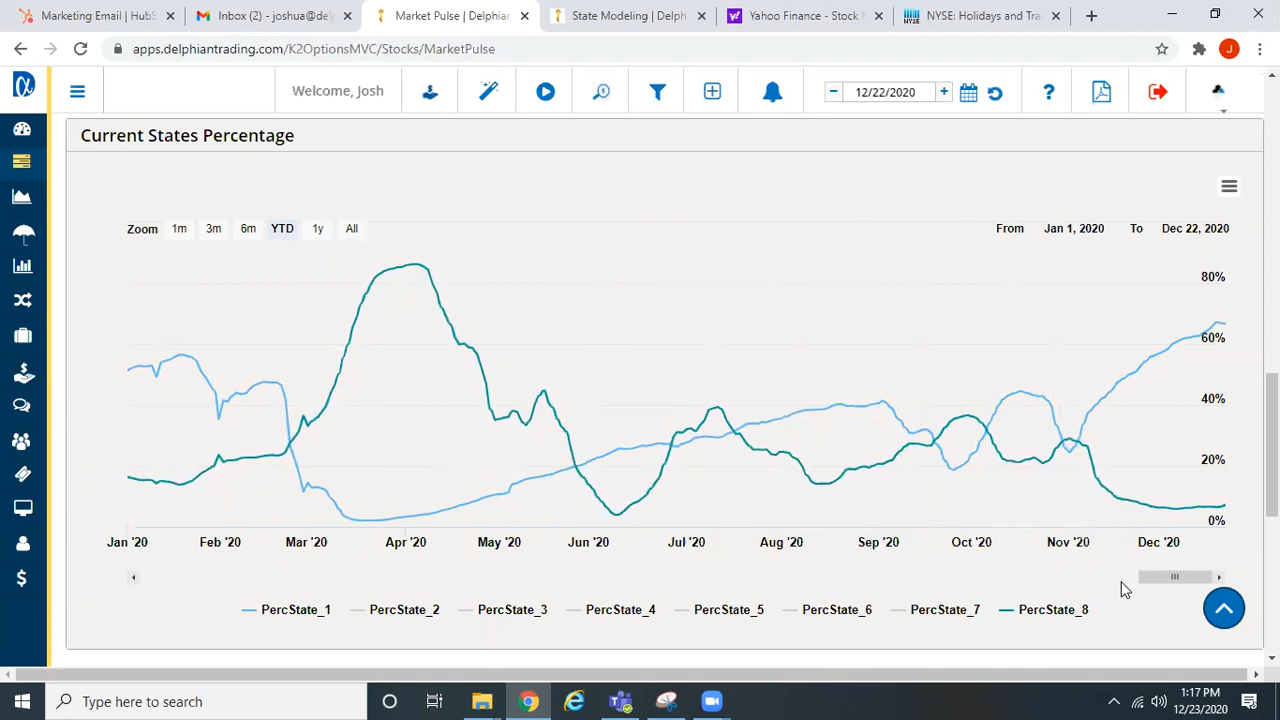 Marketing Email | HubS
Inbox (2) - joshua@del
Market Pulse | Delphian
State Modeling | Delph
Yahoo Finance - Stock M
NYSE: Holidays and Tra
apps.delphiantrading.com/K2OptionsMVC/Stocks/MarketPulse
J
Welcome, Josh
12/22/2020
Current States Percentage
Zoom 1m 3m 6m YTD 1y All
From Jan 1, 2020 To Dec 22, 2020
80%
60%
40%
20%
0%
Jan '20 Feb '20 Mar '20 Apr '20 May '20 Jun '20 Jul '20 Aug '20 Sep '20 Oct '20 Nov '20 Dec '20
PercState_1 PercState_2 PercState_3 PercState_4 PercState_5 PercState_6 PercState_7 PercState_8
Type here to search
1:17 PM
12/23/2020